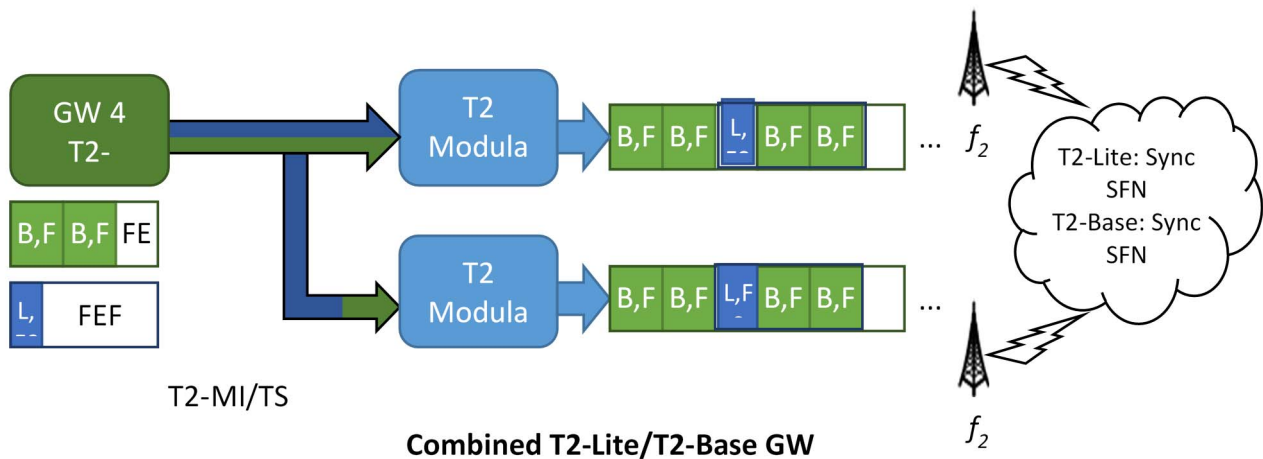 GW 4
T2-
B,F B,F FE
L,
FEF
T2-MI/TS
T2
Modula
B,F B,F L, B,F B,F ...
T2
Modula
B,F B,F L,F B,F B,F ...
f2
T2-Lite: Sync
SFN
T2-Base: Sync
SFN
f2
Combined T2-Lite/T2-Base GW